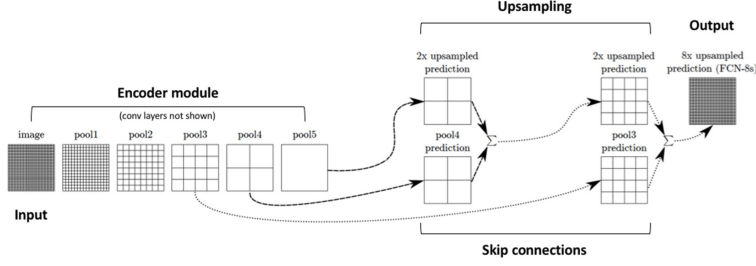 Upsampling
Output
2x upsampled
prediction
2x upsampled
prediction
8x upsampled
prediction (FCN-8s)
Encoder module
(conv layers not shown)
image
pool1
pool2
pool3
pool4
pool5
pool4
prediction
∑
pool3
prediction
∑
Input
Skip connections